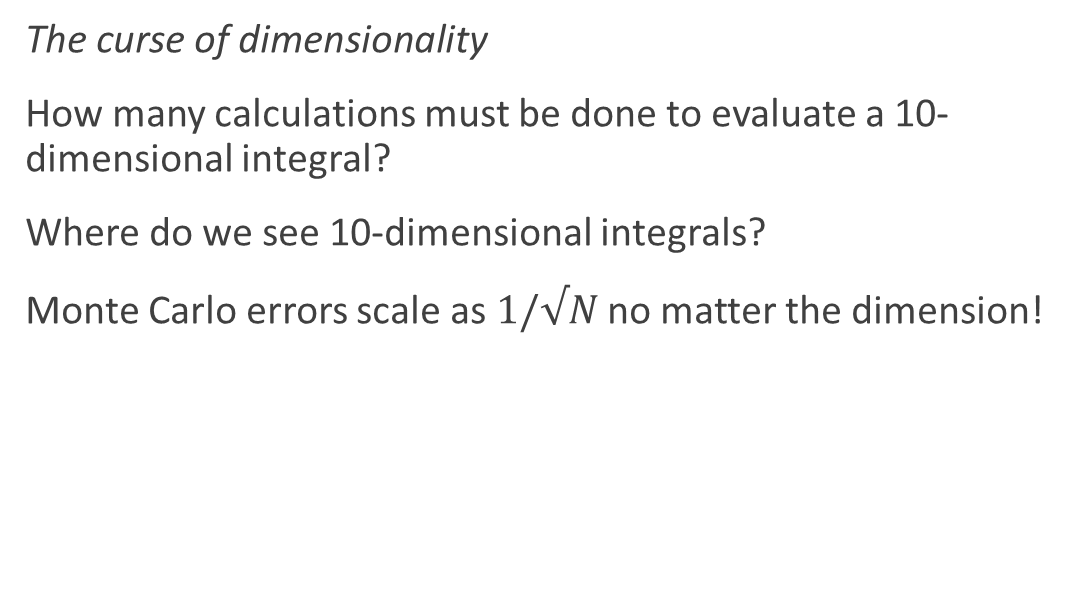 The curse of dimensionality
How many calculations must be done to evaluate a 10-
dimensional integral?
Where do we see 10-dimensional integrals?
Monte Carlo errors scale as 1/√N no matter the dimension!